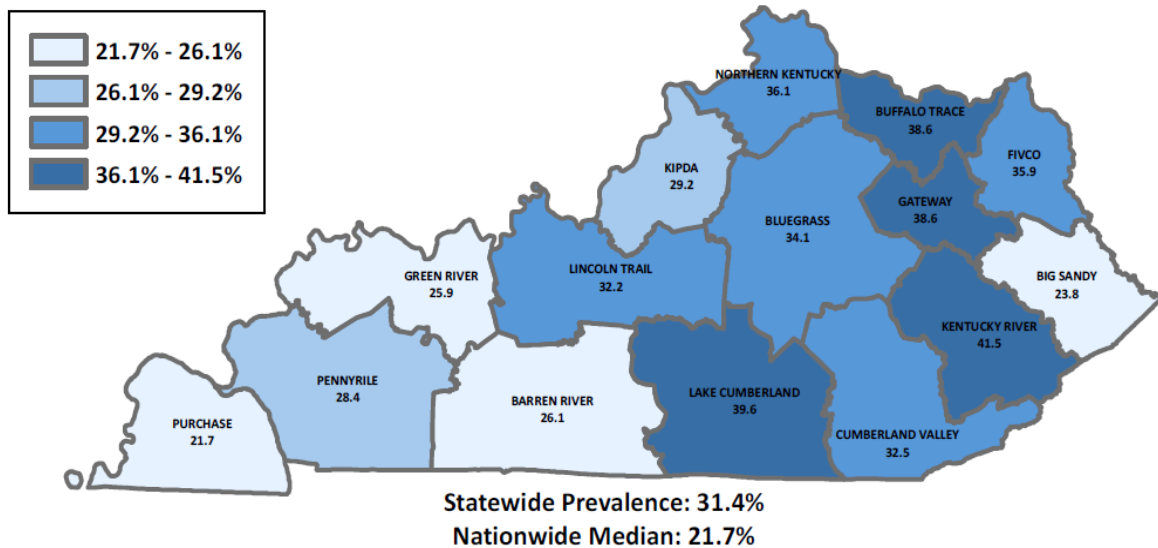 21.7% - 26.1%
26.1% - 29.2%
29.2% - 36.1%
36.1% - 41.5%
NORTHERN KENTUCKY
36.1
BUFFALO TRACE
38.6
FIVCO
35.9
KIPDA
29.2
GATEWAY
38.6
BLUEGRASS
34.1
GREEN RIVER
25.9
LINCOLN TRAIL
32.2
BIG SANDY
23.8
KENTUCKY RIVER
41.5
PENNYRILE
28.4
BARREN RIVER
26.1
LAKE CUMBERLAND
39.6
PURCHASE
21.7
CUMBERLAND VALLEY
32.5
Statewide Prevalence: 31.4%
Nationwide Median: 21.7%